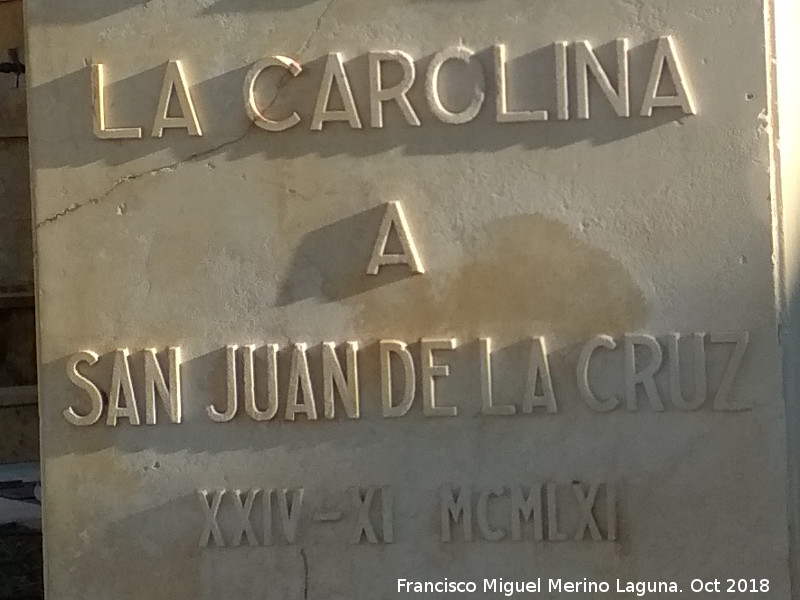 LA CAROLINA
A
SAN JUAN DE LA CRUZ
XXIV-XI MCMLXI
Francisco Miguel Merino Laguna. Oct 2018